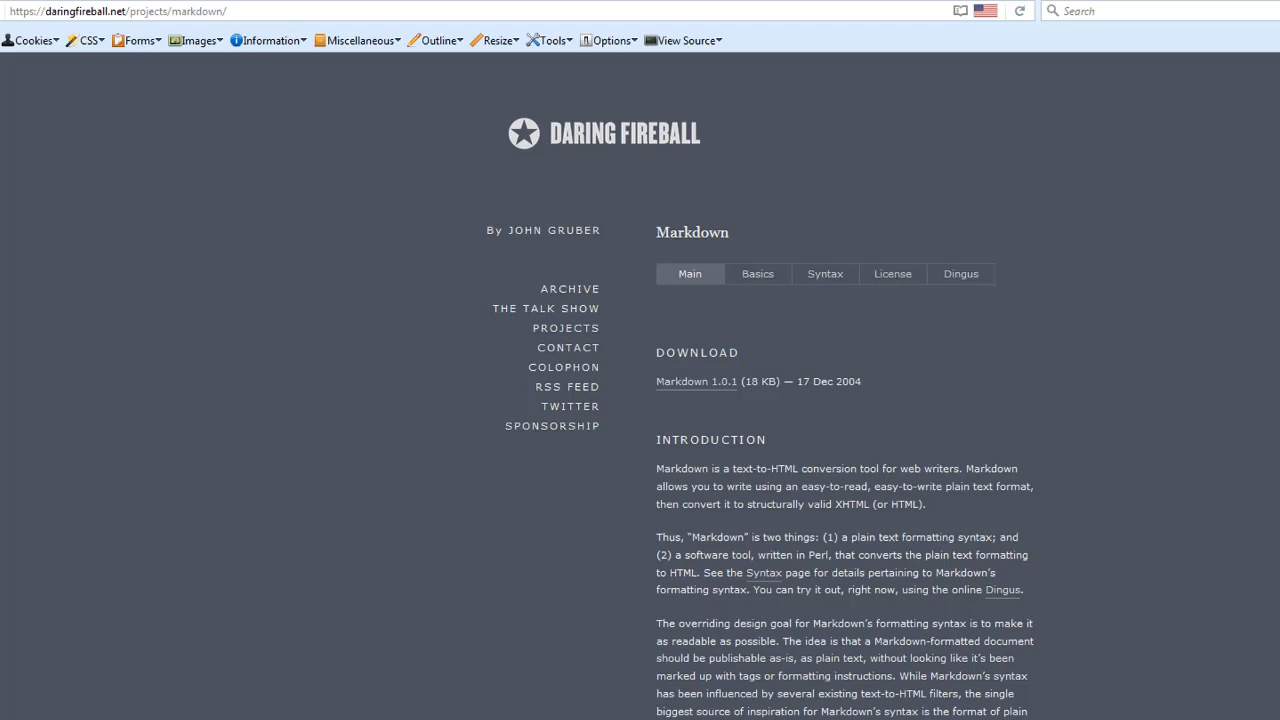 https://daringfireball.net/projects/markdown/
Search
Cookies CSS Forms Images Information Miscellaneous Outline Resize Tools Options View Source
DARING FIREBALL
By JOHN GRUBER
ARCHIVE
THE TALK SHOW
PROJECTS
CONTACT
COLOPHON
RSS FEED
TWITTER
SPONSORSHIP
Markdown
Main Basics Syntax License Dingus
DOWNLOAD
Markdown 1.0.1 (18 KB) — 17 Dec 2004
INTRODUCTION
Markdown is a text-to-HTML conversion tool for web writers. Markdown
allows you to write using an easy-to-read, easy-to-write plain text format,
then convert it to structurally valid XHTML (or HTML).
Thus, “Markdown” is two things: (1) a plain text formatting syntax; and
(2) a software tool, written in Perl, that converts the plain text formatting
to HTML. See the Syntax page for details pertaining to Markdown’s
formatting syntax. You can try it out, right now, using the online Dingus.
The overriding design goal for Markdown’s formatting syntax is to make it
as readable as possible. The idea is that a Markdown-formatted document
should be publishable as-is, as plain text, without looking like it’s been
marked up with tags or formatting instructions. While Markdown’s syntax
has been influenced by several existing text-to-HTML filters, the single
biggest source of inspiration for Markdown’s syntax is the format of plain